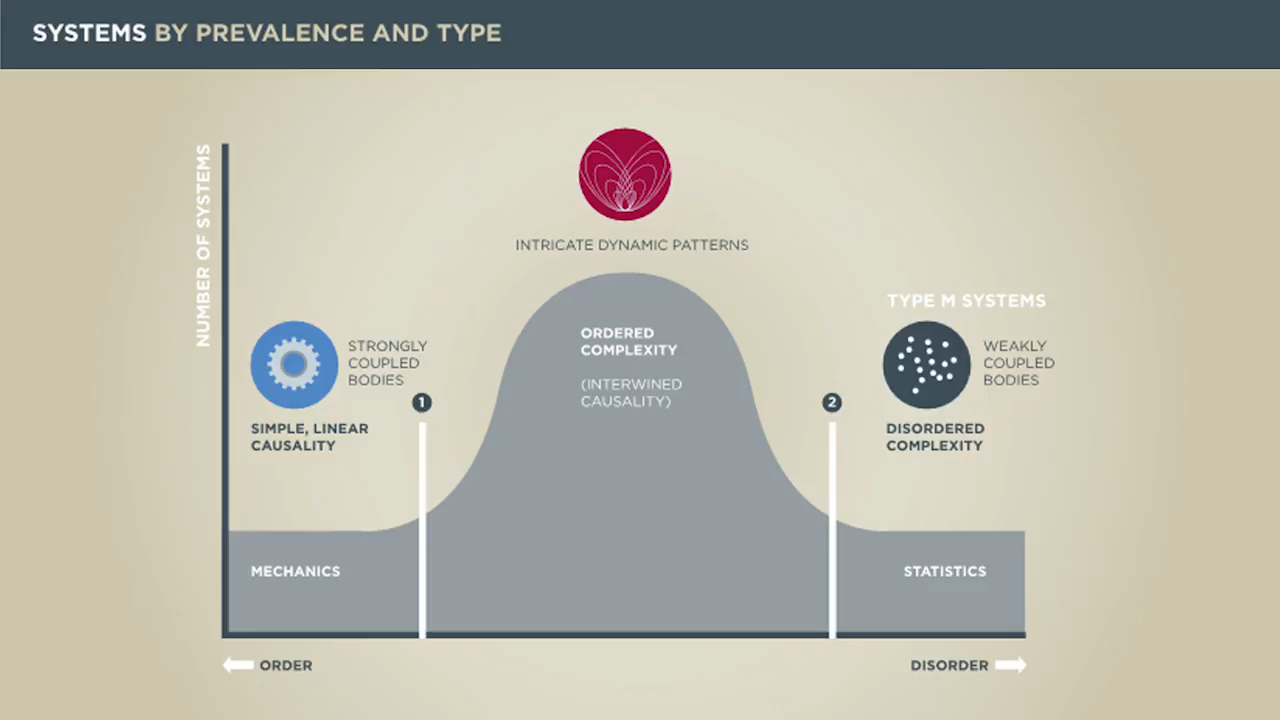 SYSTEMS BY PREVALENCE AND TYPE
NUMBER OF SYSTEMS
INTRICATE DYNAMIC PATTERNS
STRONGLY
COUPLED
BODIES
SIMPLE, LINEAR
CAUSALITY
1
ORDERED
COMPLEXITY
(INTERWINED
CAUSALITY)
2
TYPE M SYSTEMS
WEAKLY
COUPLED
BODIES
DISORDERED
COMPLEXITY
MECHANICS
STATISTICS
ORDER
DISORDER